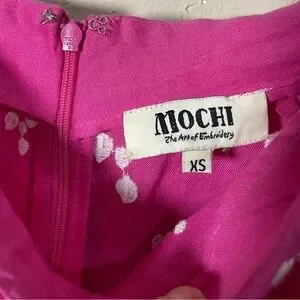 MOCHI
The Art of Embroidery
XS